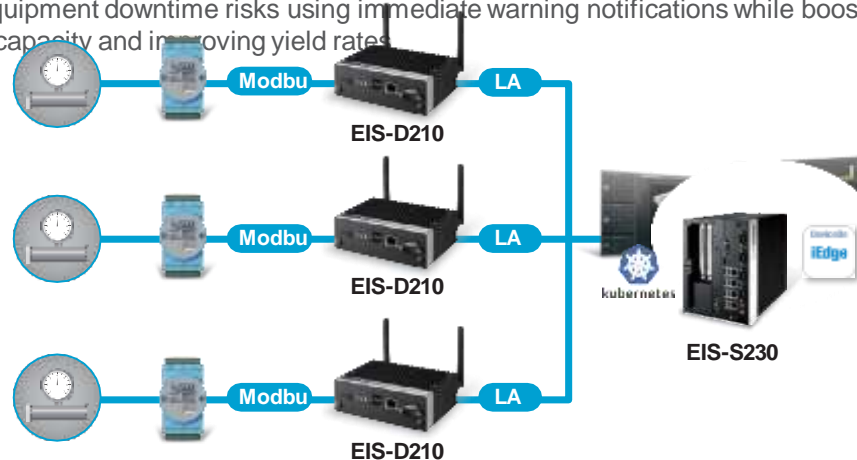 quipment downtime risks using immediate warning notifications while boos
capacity and improving yield rates
Modbu
LA
EIS-D210
Modbu
LA
EIS-D210
kubernetes
iEdge
EIS-S230
Modbu
LA
EIS-D210